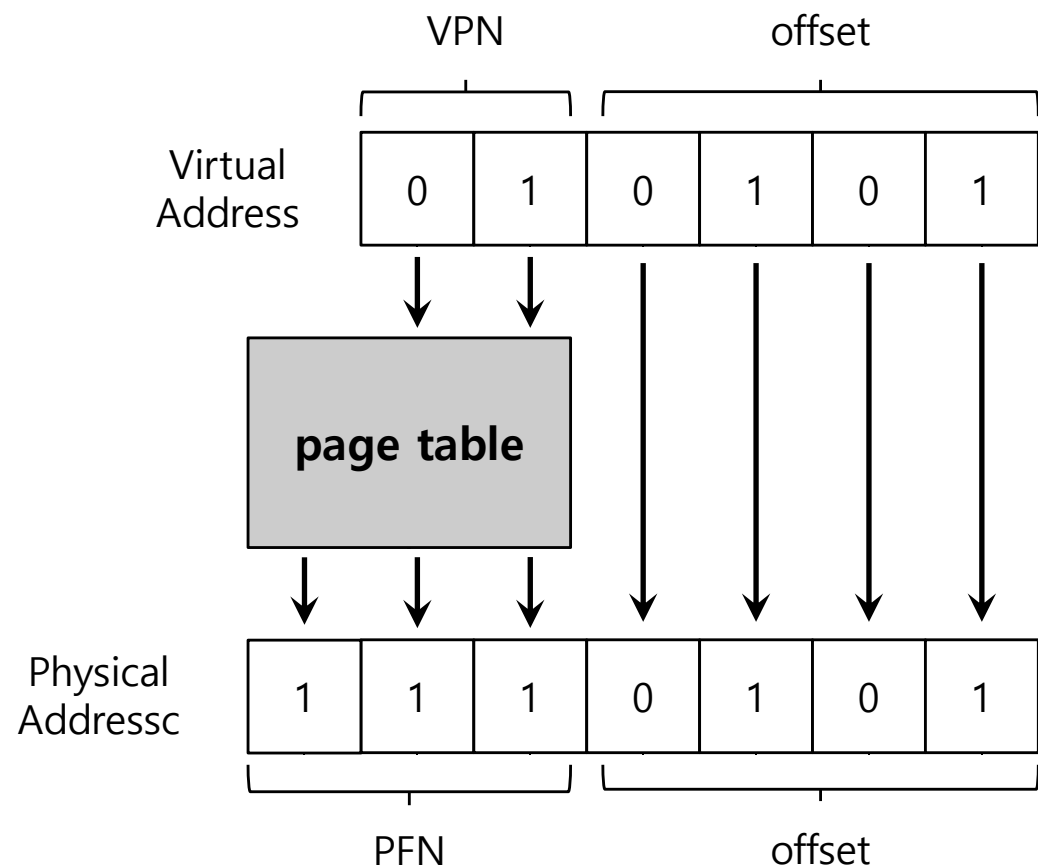 VPN offset
Virtual
Address
0 1 0 1 0 1
page table
Physical
Addressc
1 1 1 0 1 0 1
PFN offset